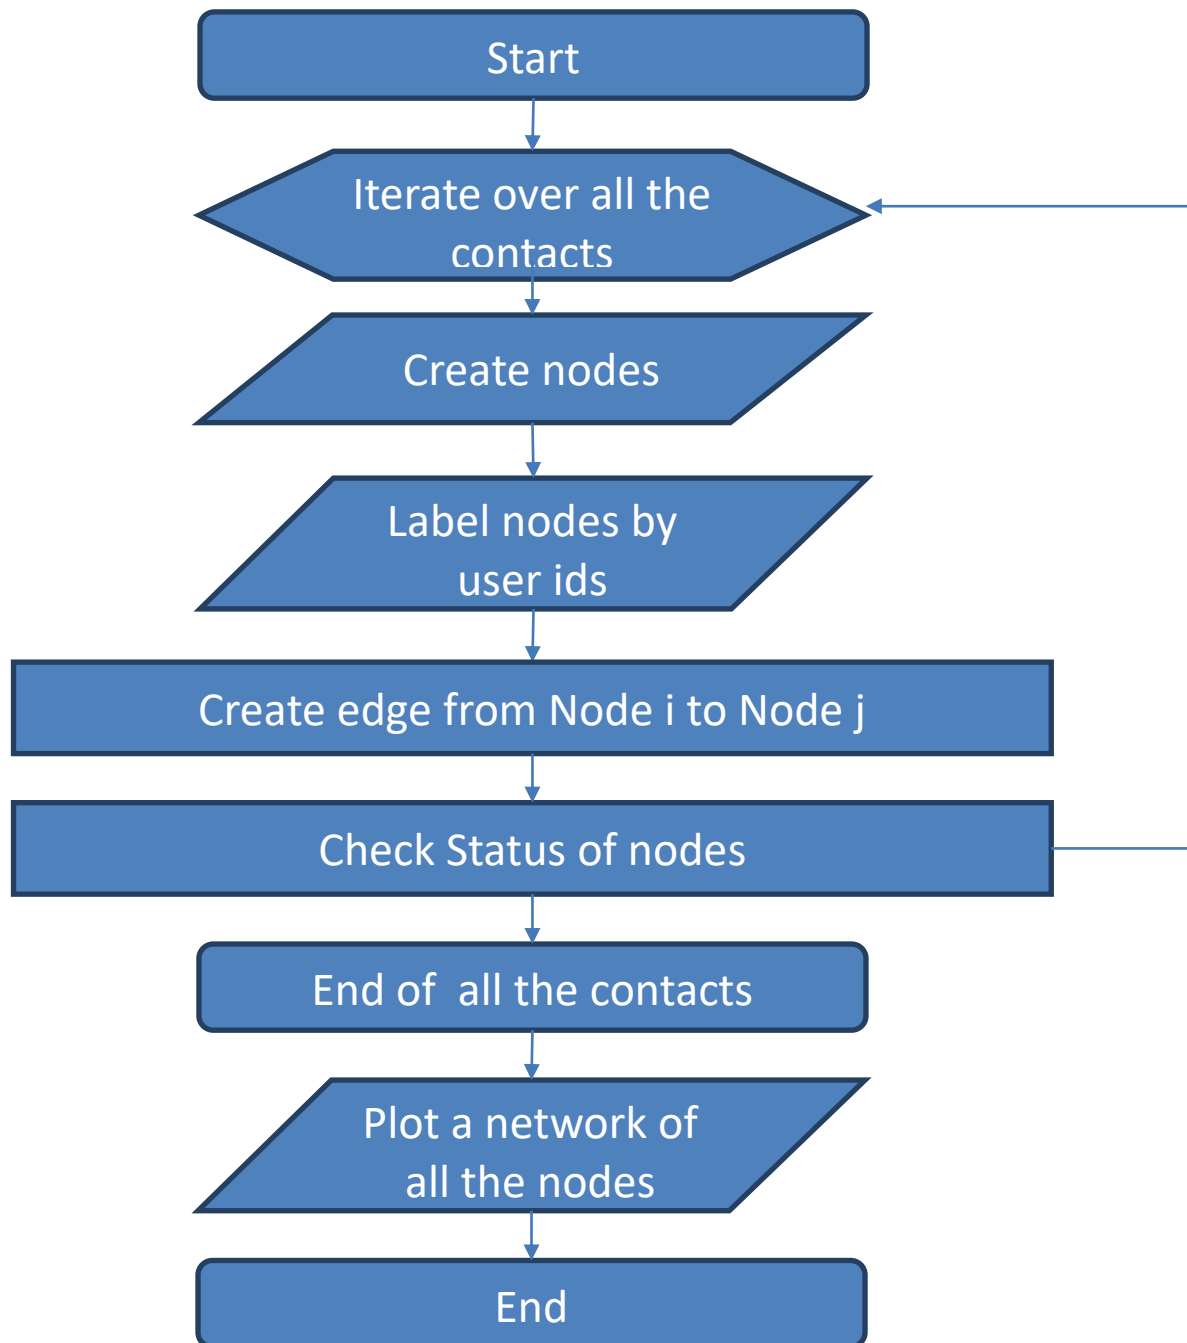 Start
Iterate over all the
contacts
Create nodes
Label nodes by
user ids
Create edge from Node i to Node j
Check Status of nodes
End of  all the contacts
Plot a network of
all the nodes
End